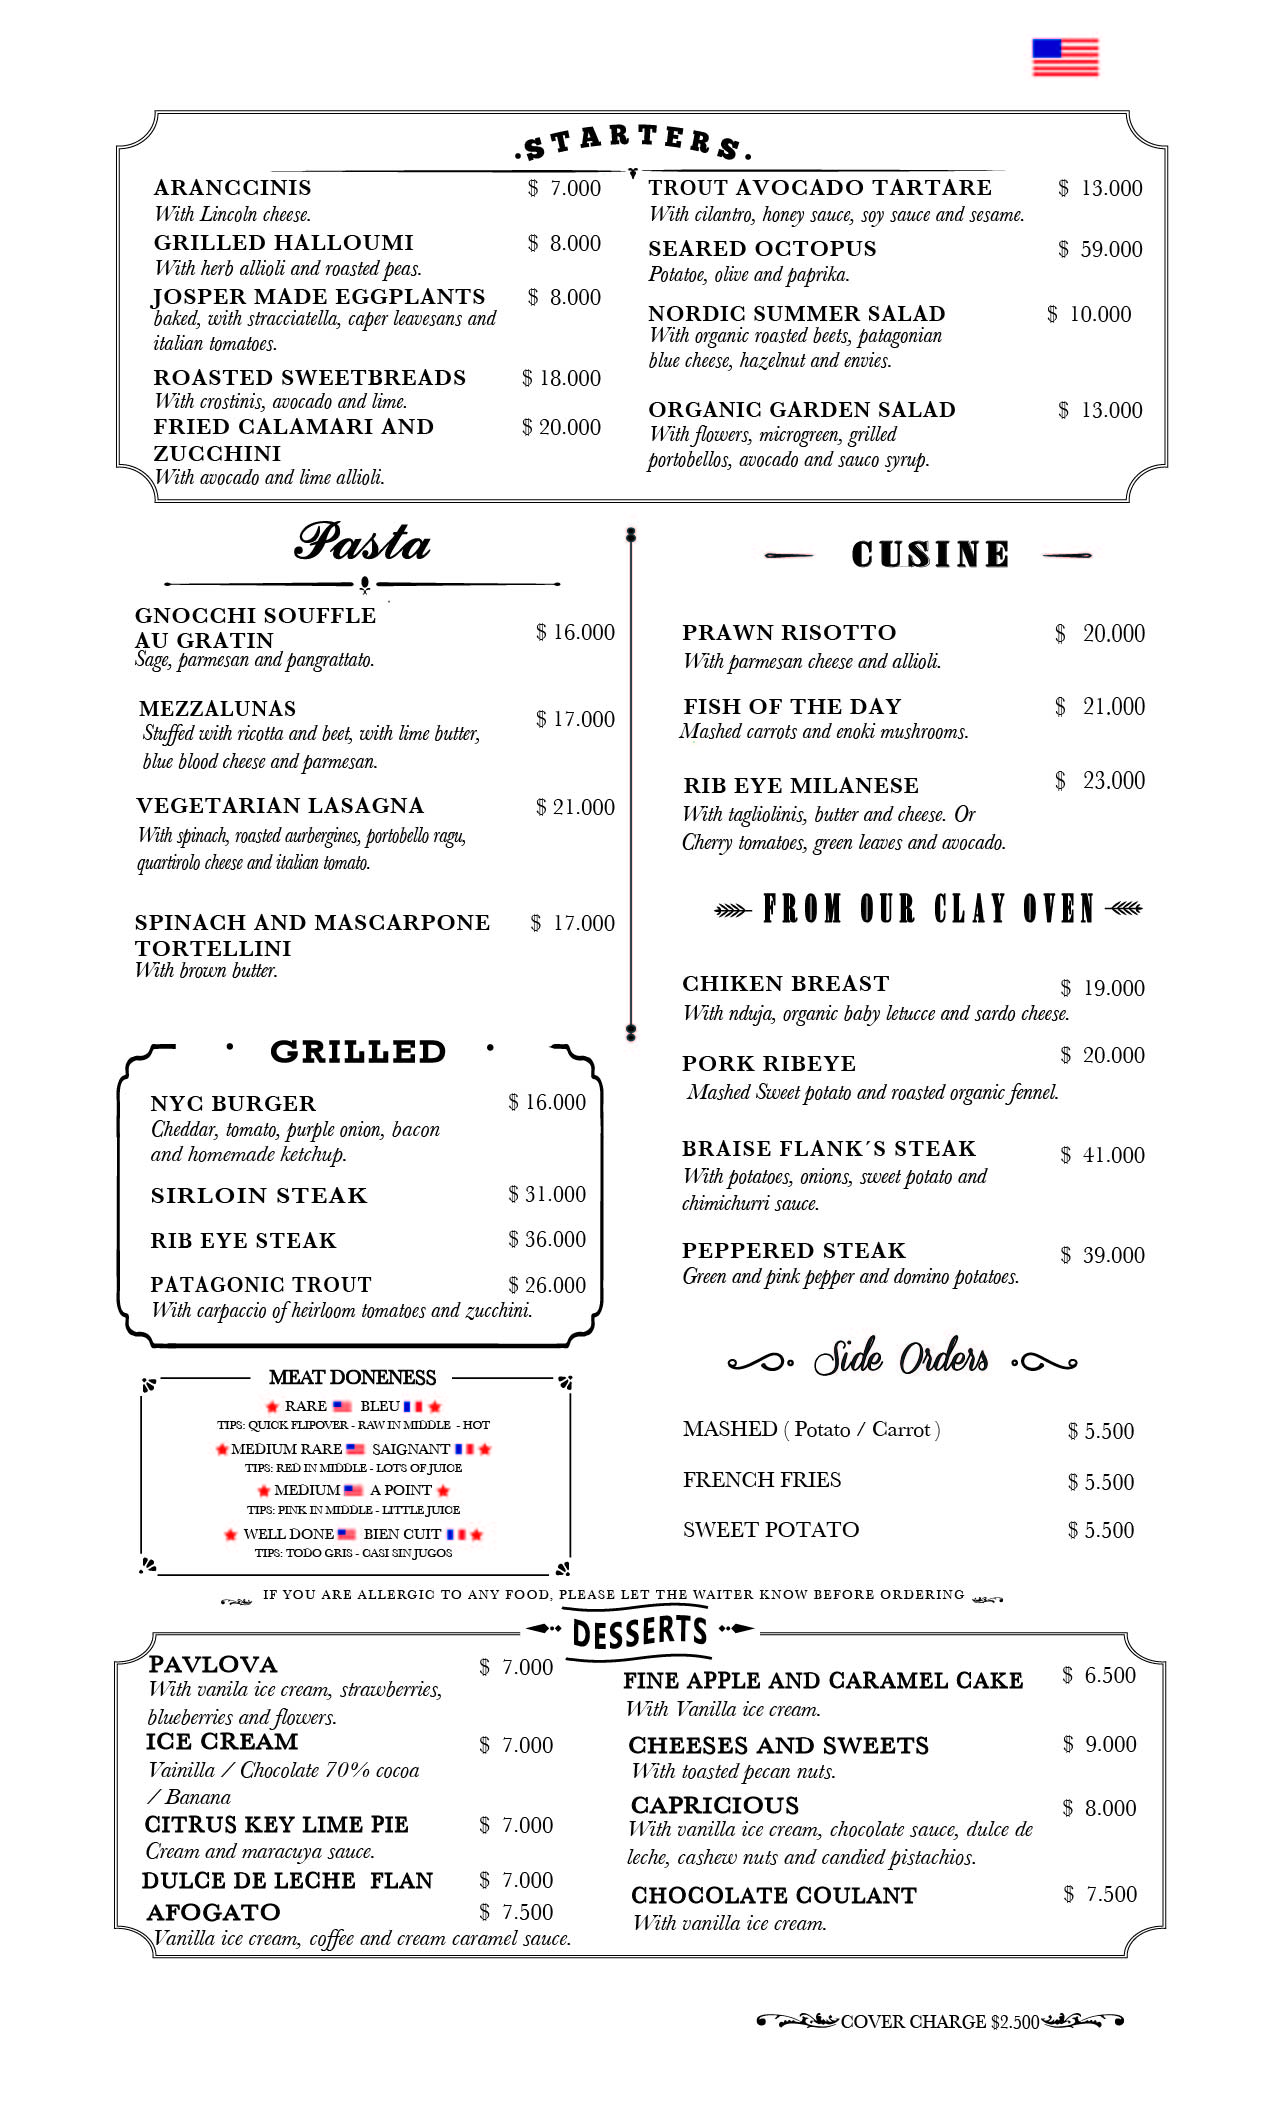 .STARTERS.
ARANCCINIS $ 7.000
With Lincoln cheese.
GRILLED HALLOUMI $ 8.000
With herb allioli and roasted peas.
JOSPER MADE EGGPLANTS $ 8.000
baked, with stracciatella, caper leavesans and
italian tomatoes.
ROASTED SWEETBREADS $ 18.000
With crostinis, avocado and lime.
FRIED CALAMARI AND $ 20.000
ZUCCHINI
With avocado and lime allioli.
TROUT AVOCADO TARTARE $ 13.000
With cilantro, honey sauce, soy sauce and sesame.
SEARED OCTOPUS $ 59.000
Potatoe, olive and paprika.
NORDIC SUMMER SALAD $ 10.000
With organic roasted beets, patagonian
blue cheese, hazelnut and envies.
ORGANIC GARDEN SALAD $ 13.000
With flowers, microgreen, grilled
portobellos, avocado and sauco syrup.
Pasta
GNOCCHI SOUFFLE
AU GRATIN $ 16.000
Sage, parmesan and pangrattato.
MEZZALUNAS $ 17.000
Stuffed with ricotta and beet, with lime butter,
blue blood cheese and parmesan.
VEGETARIAN LASAGNA $ 21.000
With spinach, roasted aurbergines, portobello ragu,
quartirolo cheese and italian tomato.
SPINACH AND MASCARPONE $ 17.000
TORTELLINI
With brown butter.
CUSINE
PRAWN RISOTTO $ 20.000
With parmesan cheese and allioli.
FISH OF THE DAY $ 21.000
Mashed carrots and enoki mushrooms.
RIB EYE MILANESE $ 23.000
With tagliolinis, butter and cheese. Or
Cherry tomatoes, green leaves and avocado.
FROM OUR CLAY OVEN
CHIKEN BREAST $ 19.000
With nduja, organic baby letucce and sardo cheese.
PORK RIBEYE $ 20.000
Mashed Sweet potato and roasted organic fennel.
BRAISE FLANK´S STEAK $ 41.000
With potatoes, onions, sweet potato and
chimichurri sauce.
PEPPERED STEAK $ 39.000
Green and pink pepper and domino potatoes.
GRILLED
NYC BURGER $ 16.000
Cheddar, tomato, purple onion, bacon
and homemade ketchup.
SIRLOIN STEAK $ 31.000
RIB EYE STEAK $ 36.000
PATAGONIC TROUT $ 26.000
With carpaccio of heirloom tomatoes and zucchini.
MEAT DONENESS
RARE BLEU
TIPS: QUICK FLIPOVER - RAW IN MIDDLE - HOT
MEDIUM RARE SAIGNANT
TIPS: RED IN MIDDLE - LOTS OF JUICE
MEDIUM A POINT
TIPS: PINK IN MIDDLE - LITTLE JUICE
WELL DONE BIEN CUIT
TIPS: TODO GRIS - CASI SIN JUGOS
Side Orders
MASHED ( Potato / Carrot ) $ 5.500
FRENCH FRIES $ 5.500
SWEET POTATO $ 5.500
IF YOU ARE ALLERGIC TO ANY FOOD, PLEASE LET THE WAITER KNOW BEFORE ORDERING
DESSERTS
PAVLOVA $ 7.000
With vanila ice cream, strawberries,
blueberries and flowers.
ICE CREAM $ 7.000
Vainilla / Chocolate 70% cocoa
/ Banana
CITRUS KEY LIME PIE $ 7.000
Cream and maracuya sauce.
DULCE DE LECHE FLAN $ 7.000
AFOGATO $ 7.500
Vanilla ice cream, coffee and cream caramel sauce.
FINE APPLE AND CARAMEL CAKE $ 6.500
With Vanilla ice cream.
CHEESES AND SWEETS $ 9.000
With toasted pecan nuts.
CAPRICIOUS $ 8.000
With vanilla ice cream, chocolate sauce, dulce de
leche, cashew nuts and candied pistachios.
CHOCOLATE COULANT $ 7.500
With vanilla ice cream.
COVER CHARGE $2.500